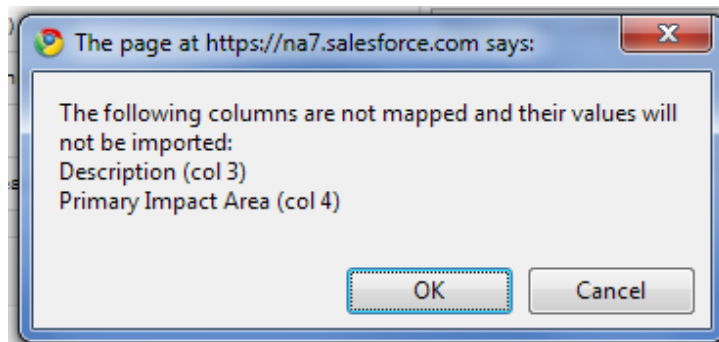 The page at https://na7.salesforce.com says:
The following columns are not mapped and their values will
not be imported:
Description (col 3)
Primary Impact Area (col 4)
OK
Cancel